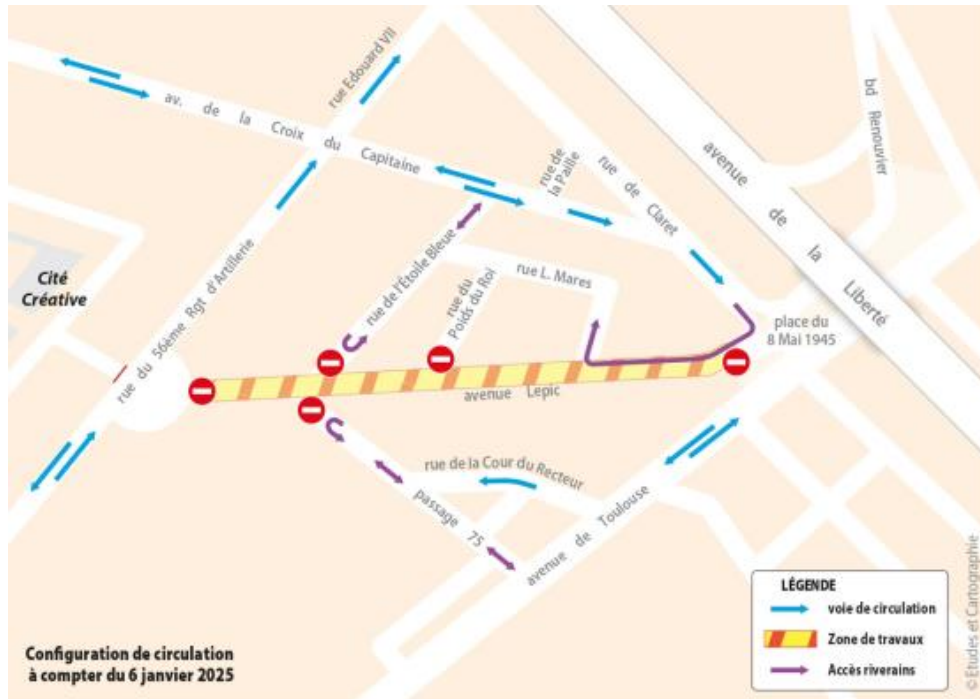 rue Edouard VII
av. de la Croix du Capitaine
rue de
la Paille
rue de Claret
avenue de la Liberté
bd Renouvier
Cité
Créative
rue du 56ème Rgt d'Artillerie
rue de l'Étoile Bleue
rue du
Poids du Roi
rue L. Mares
place du
8 Mai 1945
avenue Lepic
rue de la Cour du Recteur
passage 75
avenue de Toulouse
LÉGENDE
voie de circulation
Zone de travaux
Accès riverains
Configuration de circulation
à compter du 6 janvier 2025
©Etudes et Cartographie